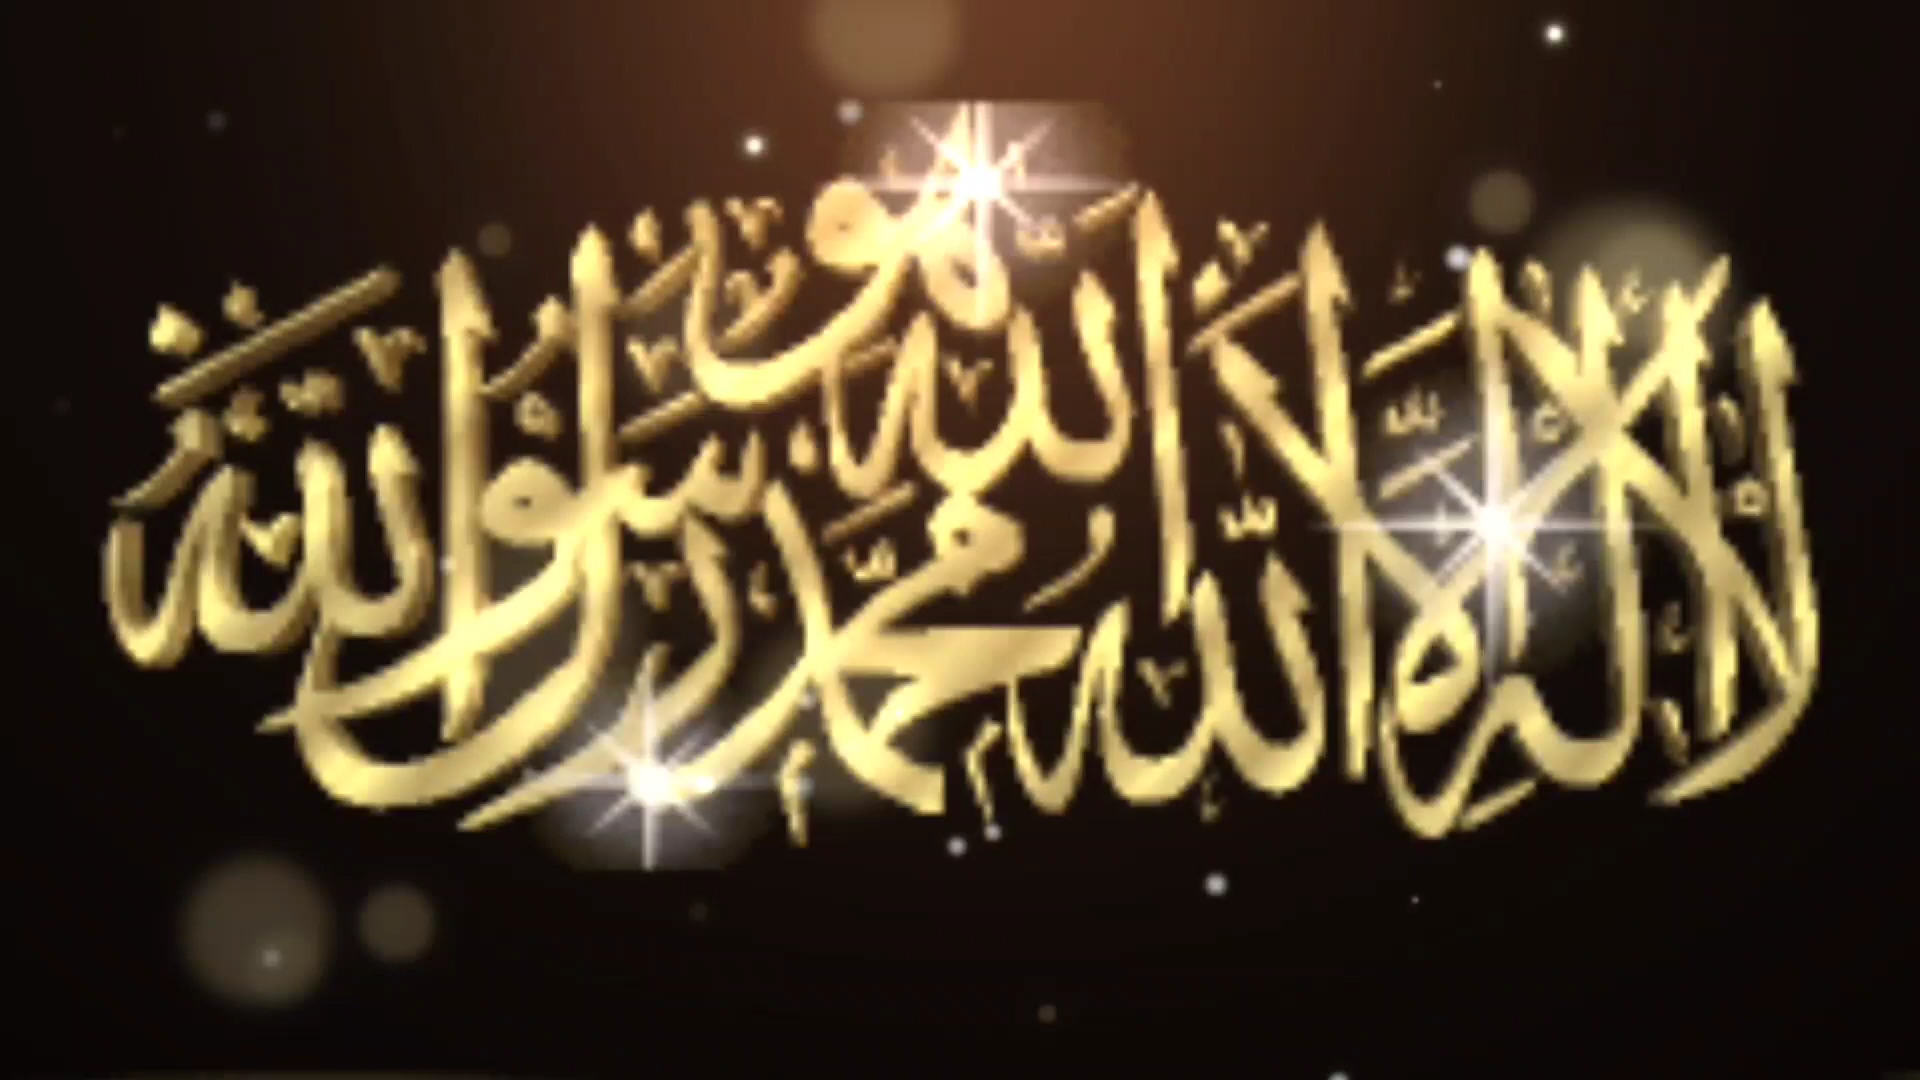 لا إله إلا الله محمد رسول الله